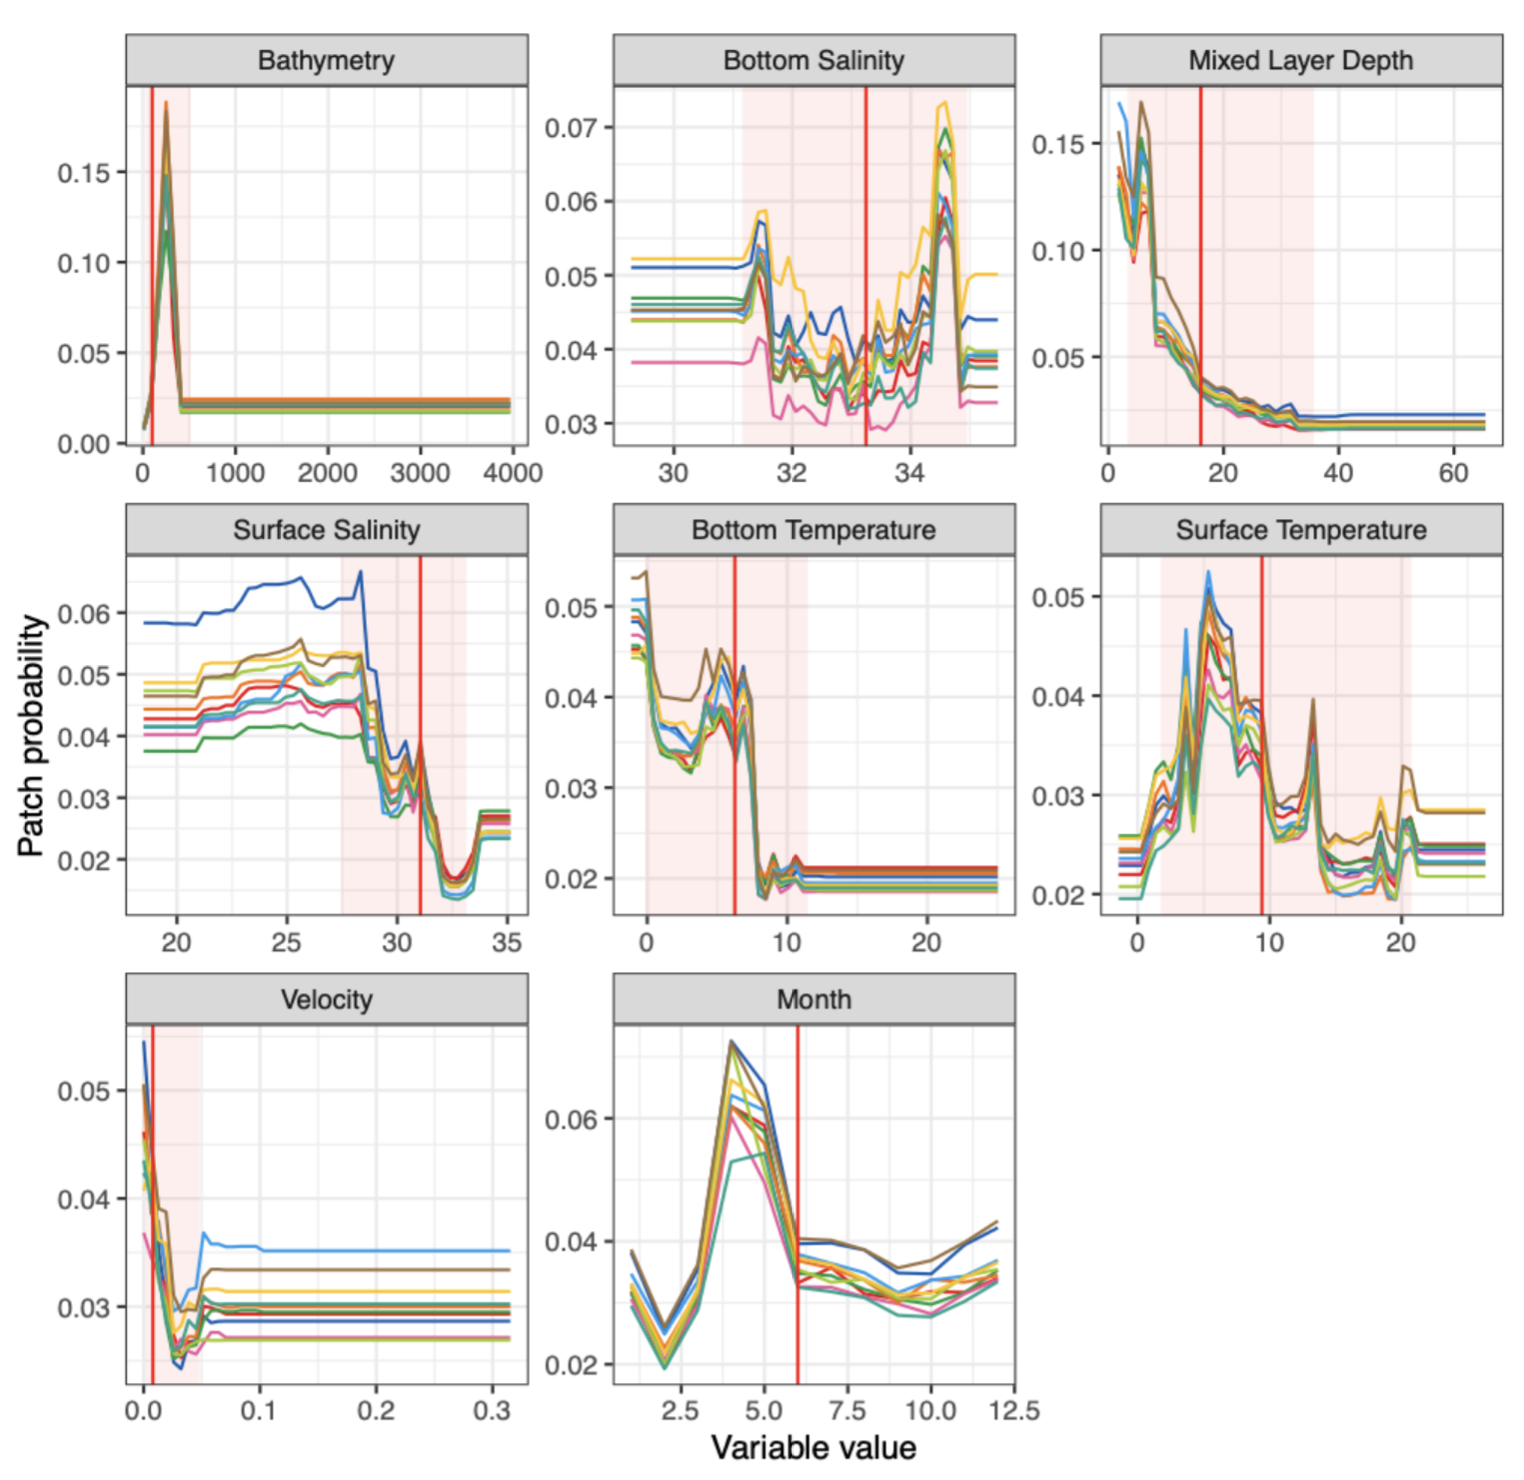 Bathymetry
Bottom Salinity
Mixed Layer Depth
0.15
0.10
0.05
0.00
0.07
0.06
0.05
0.04
0.03
0.15
0.10
0.05
0 1000 2000 3000 4000
30 32 34
0 20 40 60
Surface Salinity
Bottom Temperature
Surface Temperature
0.06
0.05
0.04
0.03
0.02
0.05
0.04
0.03
0.02
0.05
0.04
0.03
0.02
20 25 30 35
0 10 20
0 10 20
Patch probability
Velocity
Month
0.05
0.04
0.03
0.06
0.04
0.02
0.0 0.1 0.2 0.3
2.5 5.0 7.5 10.0 12.5
Variable value